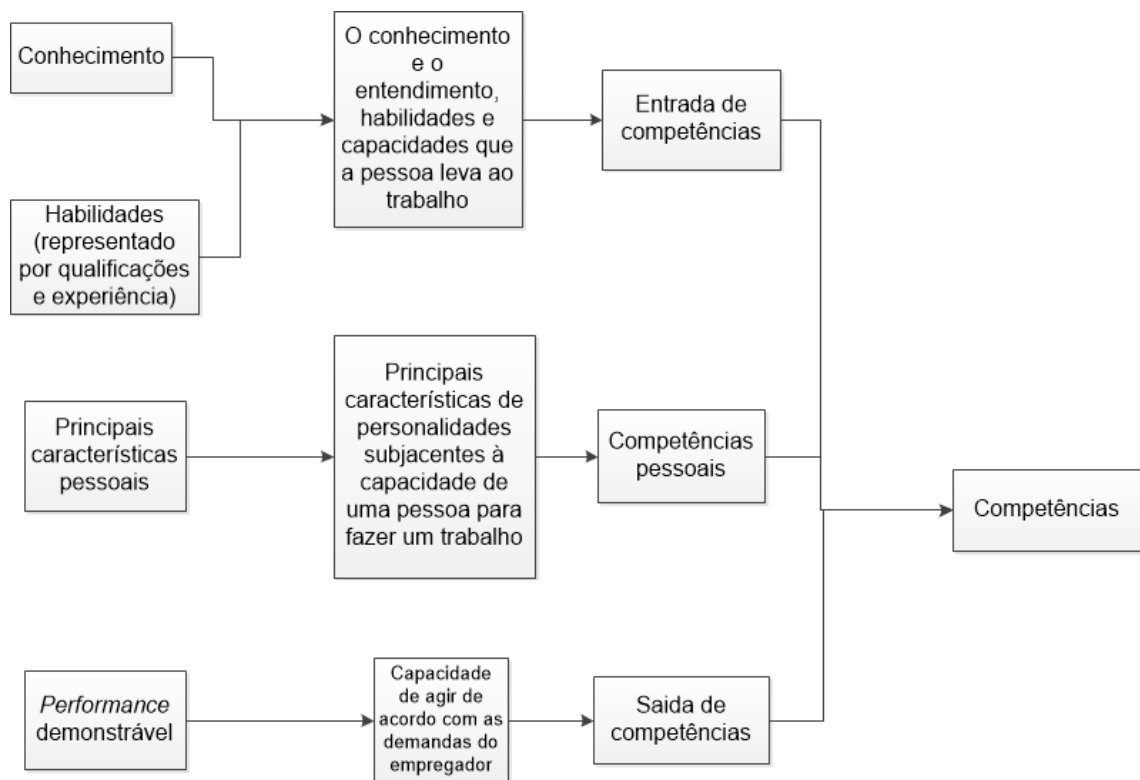 Conhecimento
Habilidades
(representado
por qualificações
e experiência)
O conhecimento
e o
entendimento,
habilidades e
capacidades que
a pessoa leva ao
trabalho
Entrada de
competências
Principais
características
pessoais
Principais
características de
personalidades
subjacentes à
capacidade de
uma pessoa para
fazer um trabalho
Competências
pessoais
Competências
Performance
demonstrável
Capacidade
de agir de
acordo com as
demandas do
empregador
Saida de
competências